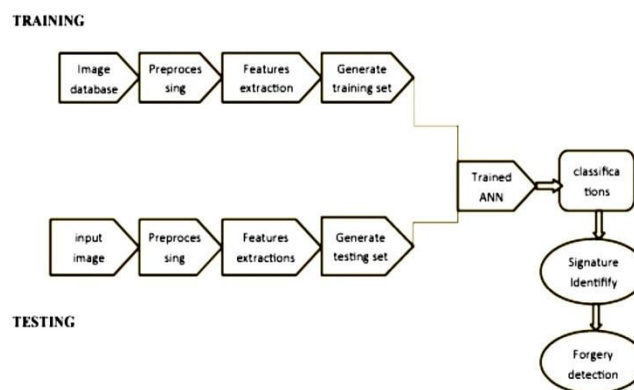 TRAINING
Image
database
Preproces
sing
Features
extraction
Generate
training set
Trained
ANN
classifica
tions
input
image
Preproces
sing
Features
extractions
Generate
testing set
Signature
Identifify
TESTING
Forgery
detection